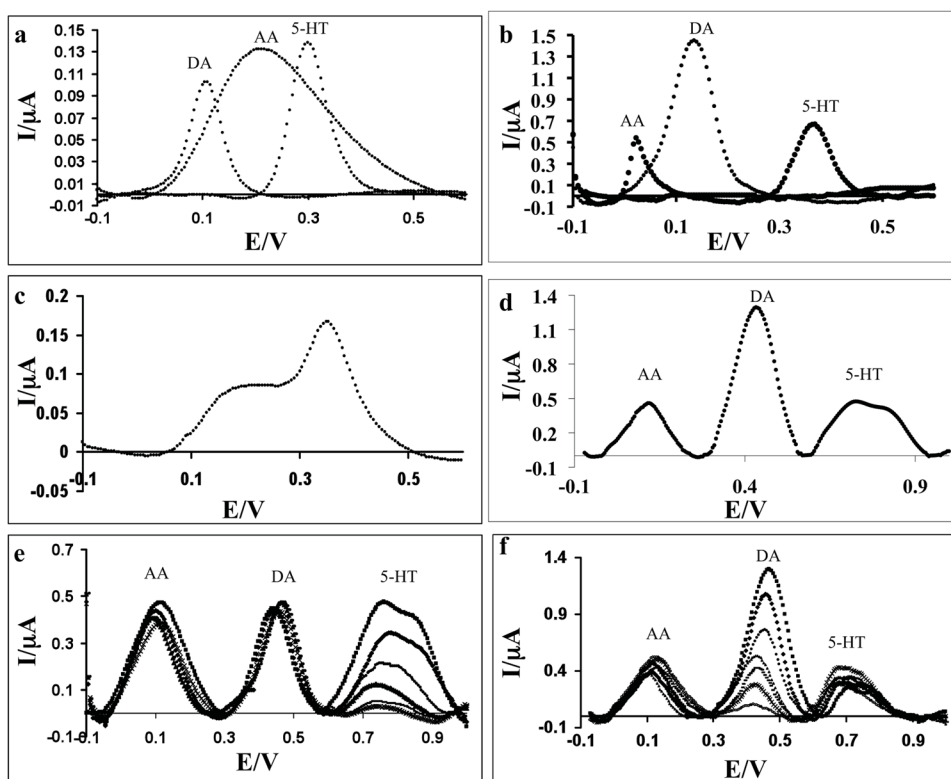 a
DA
AA
5-HT
I/µA
0.15
0.13
0.11
0.09
0.07
0.05
0.03
0.01
-0.01
-0.1
0.1
0.3
0.5
E/V
b
DA
AA
5-HT
I/µA
1.5
1.3
1.1
0.9
0.7
0.5
0.3
0.1
-0.1
-0.1
0.1
0.3
0.5
E/V
c
I/µA
0.2
0.15
0.1
0.05
0
-0.05
-0.1
0.1
0.3
0.5
E/V
d
AA
DA
5-HT
I/µA
1.4
1.1
0.8
0.5
0.2
-0.1
-0.1
0.4
0.9
E/V
e
AA
DA
5-HT
I/µA
0.7
0.5
0.3
0.1
-0.1
-0.1
0.1
0.3
0.5
0.7
0.9
E/V
f
AA
DA
5-HT
I/µA
1.4
0.9
0.4
-0.1
-0.1
0.1
0.3
0.5
0.7
0.9
E/V